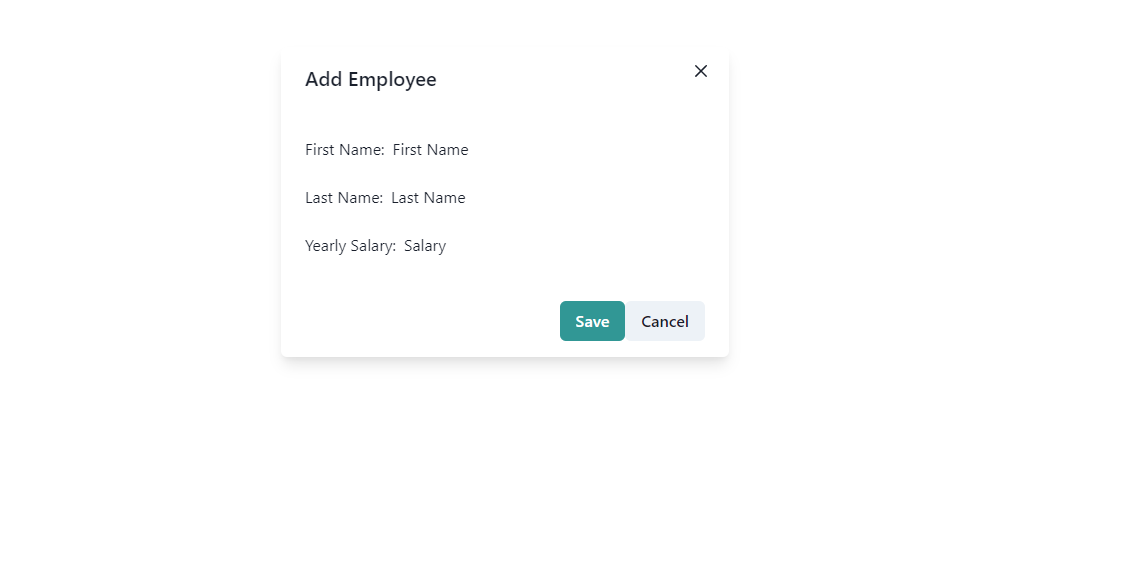 Add Employee
First Name: First Name
Last Name: Last Name
Yearly Salary: Salary
Save Cancel